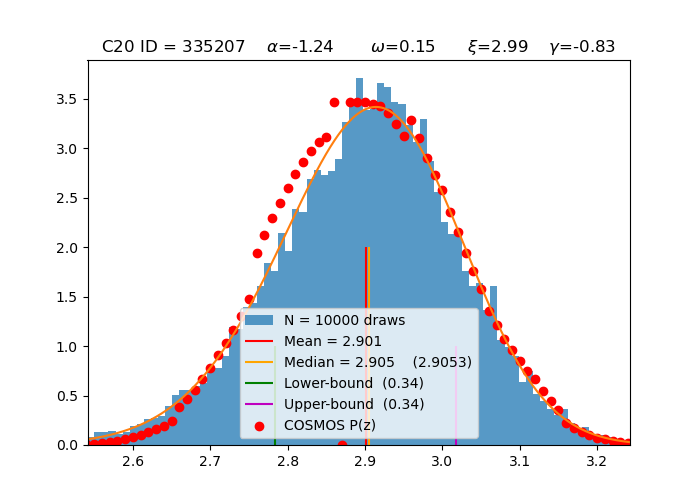 C20 ID = 335207 α=-1.24 ω=0.15 ξ=2.99 γ=-0.83
3.5
3.0
2.5
2.0
1.5
1.0
0.5
0.0
N = 10000 draws
Mean = 2.901
Median = 2.905 (2.9053)
Lower-bound (0.34)
Upper-bound (0.34)
COSMOS P(z)
2.6 2.7 2.8 2.9 3.0 3.1 3.2